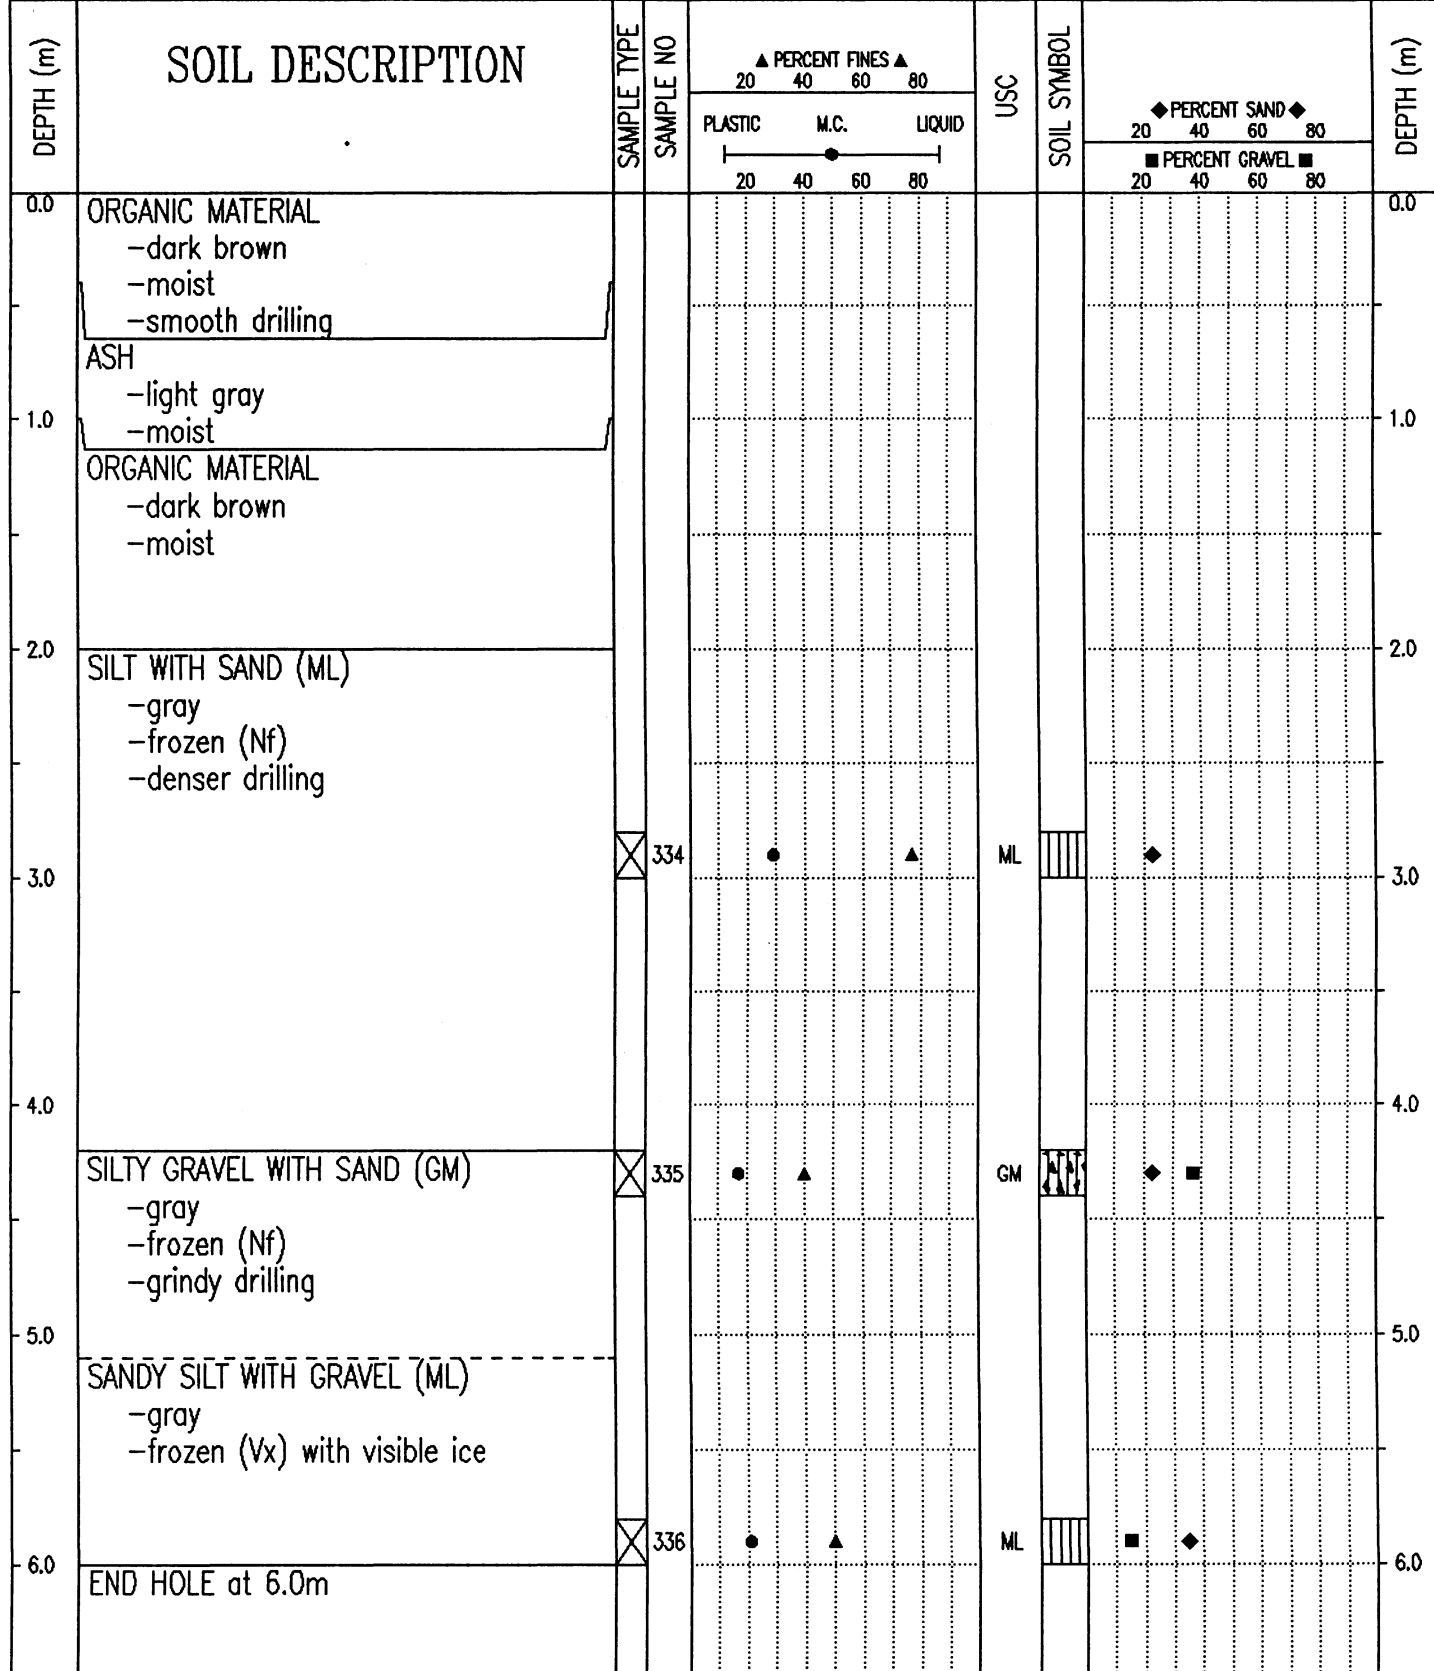 DEPTH (m)
SOIL DESCRIPTION
SAMPLE TYPE
SAMPLE NO
▲ PERCENT FINES ▲
20 40 60 80
PLASTIC M.C. LIQUID
20 40 60 80
USC
SOIL SYMBOL
◆ PERCENT SAND ◆
20 40 60 80
■ PERCENT GRAVEL ■
20 40 60 80
DEPTH (m)
0.0 0.0
ORGANIC MATERIAL
-dark brown
-moist
-smooth drilling
ASH
-light gray
1.0 1.0
-moist
ORGANIC MATERIAL
-dark brown
-moist
2.0 2.0
SILT WITH SAND (ML)
-gray
-frozen (Nf)
-denser drilling
334 ML
3.0 3.0
4.0 4.0
SILTY GRAVEL WITH SAND (GM) 335 GM
-gray
-frozen (Nf)
-grindy drilling
5.0 5.0
SANDY SILT WITH GRAVEL (ML)
-gray
-frozen (Vx) with visible ice
336 ML
6.0 6.0
END HOLE at 6.0m